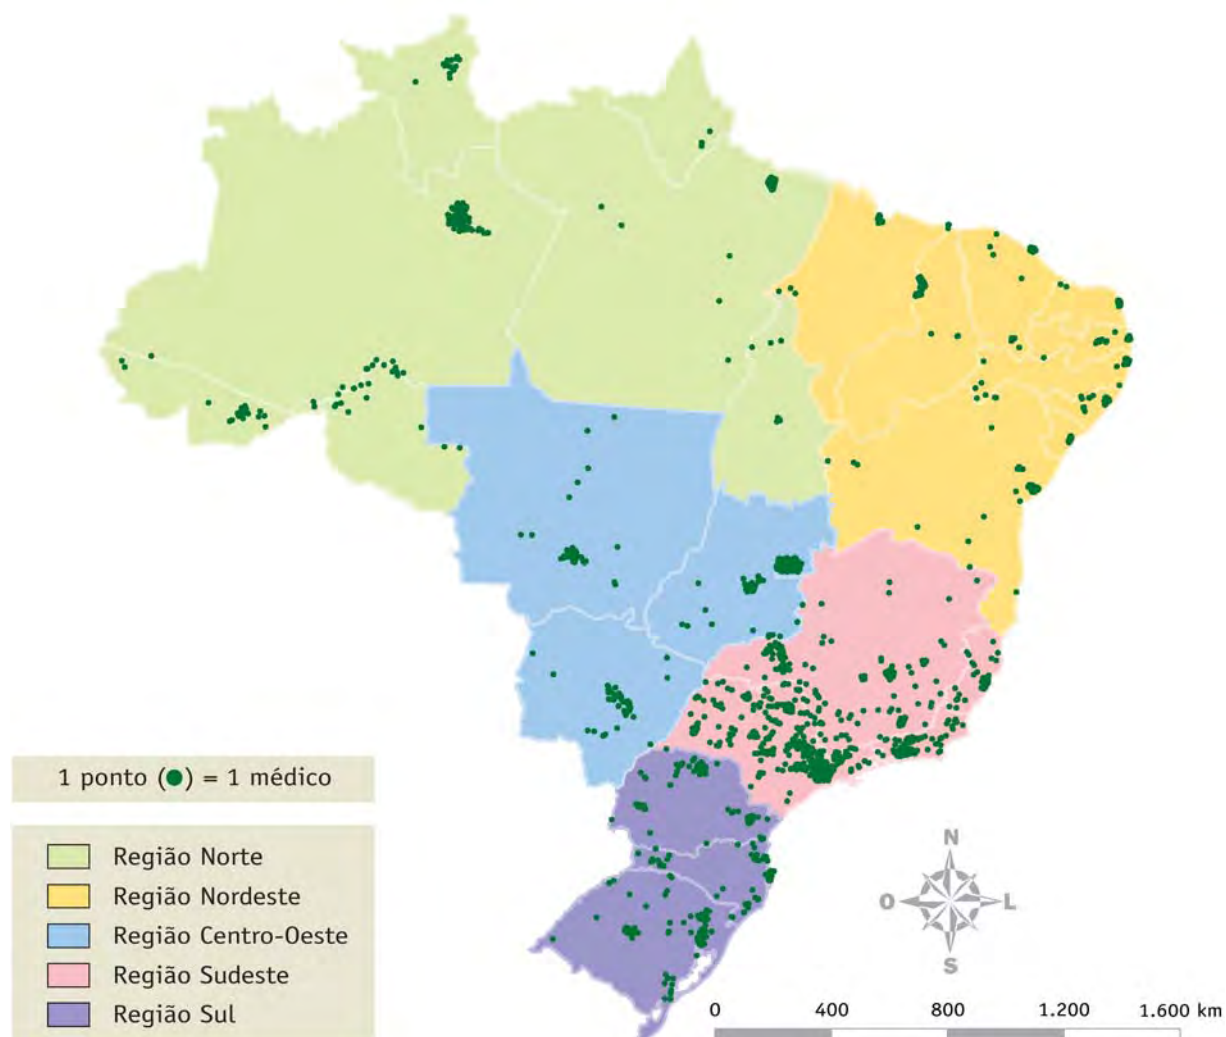 1 ponto (●) = 1 médico
Região Norte
Região Nordeste
Região Centro-Oeste
Região Sudeste
Região Sul
N
O
L
S
0 400 800 1.200 1.600 km